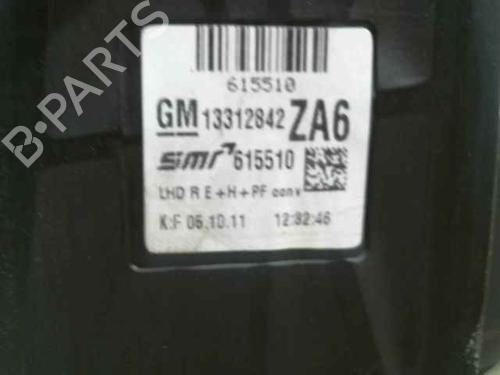 615510
GM 13312842 ZA6
smr 615510
LHD R E+H+PF conv
K:F 06.10.11 12:32:46
B-PARTS